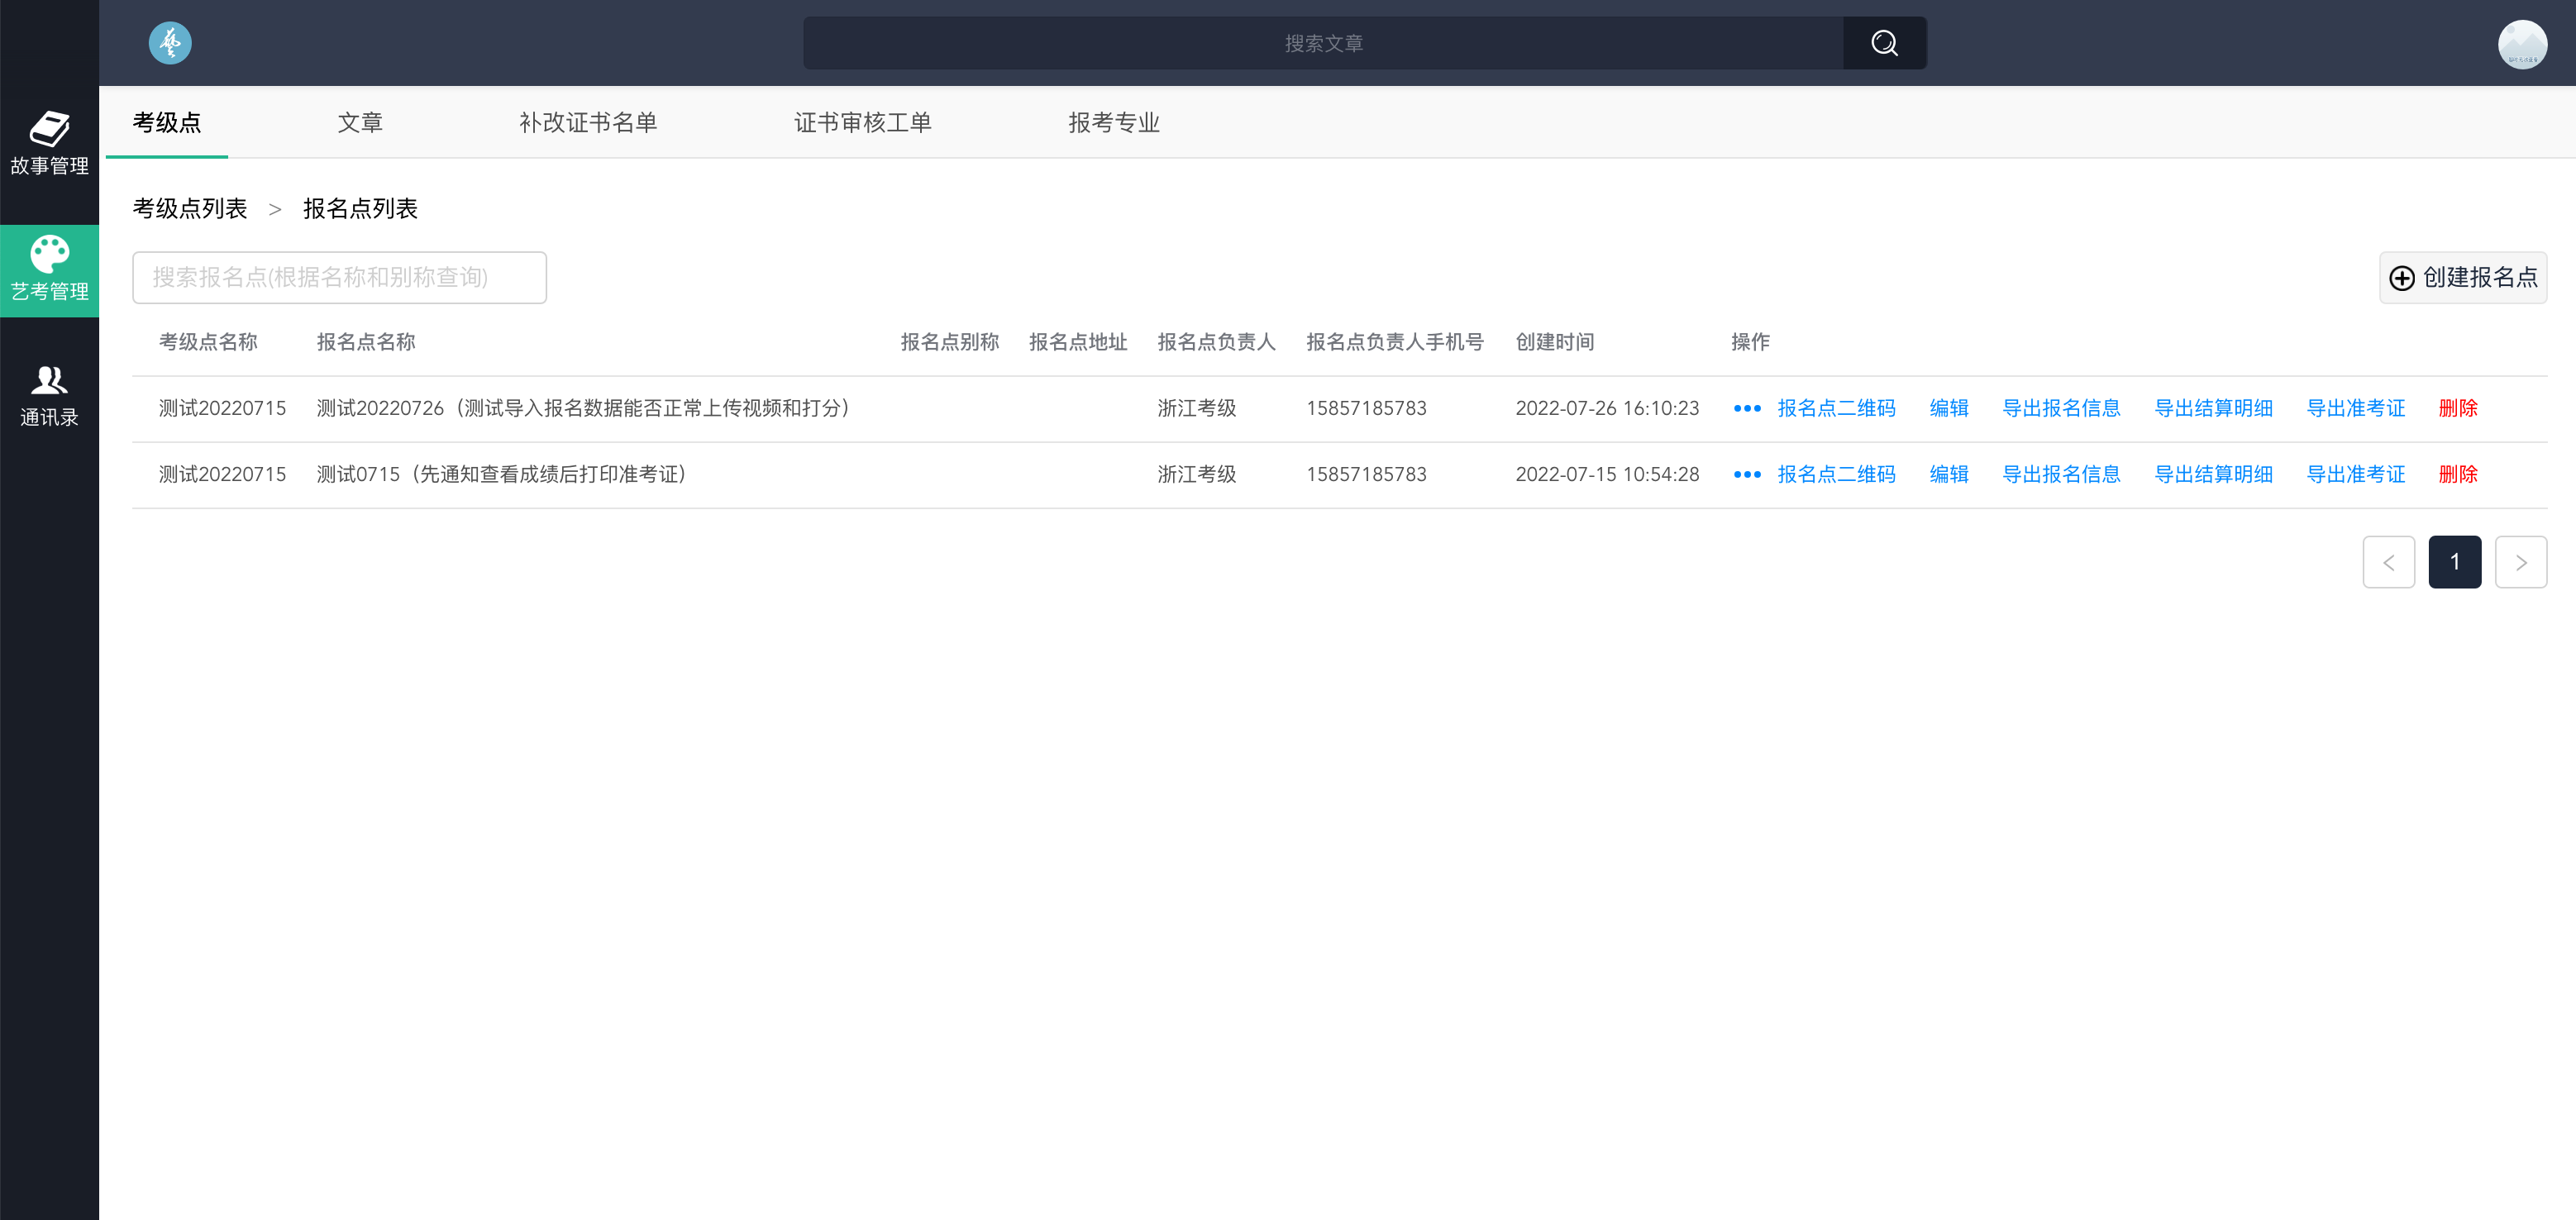 搜索文章
故事管理
艺考管理
通讯录
考级点 文章 补改证书名单 证书审核工单 报考专业
考级点列表 > 报名点列表
搜索报名点(根据名称和别称查询)
创建报名点
考级点名称 报名点名称 报名点别称 报名点地址 报名点负责人 报名点负责人手机号 创建时间 操作
测试20220715 测试20220726（测试导入报名数据能否正常上传视频和打分） 浙江考级 15857185783 2022-07-26 16:10:23 ••• 报名点二维码 编辑 导出报名信息 导出结算明细 导出准考证 删除
测试20220715 测试0715（先通知查看成绩后打印准考证） 浙江考级 15857185783 2022-07-15 10:54:28 ••• 报名点二维码 编辑 导出报名信息 导出结算明细 导出准考证 删除
< 1 >